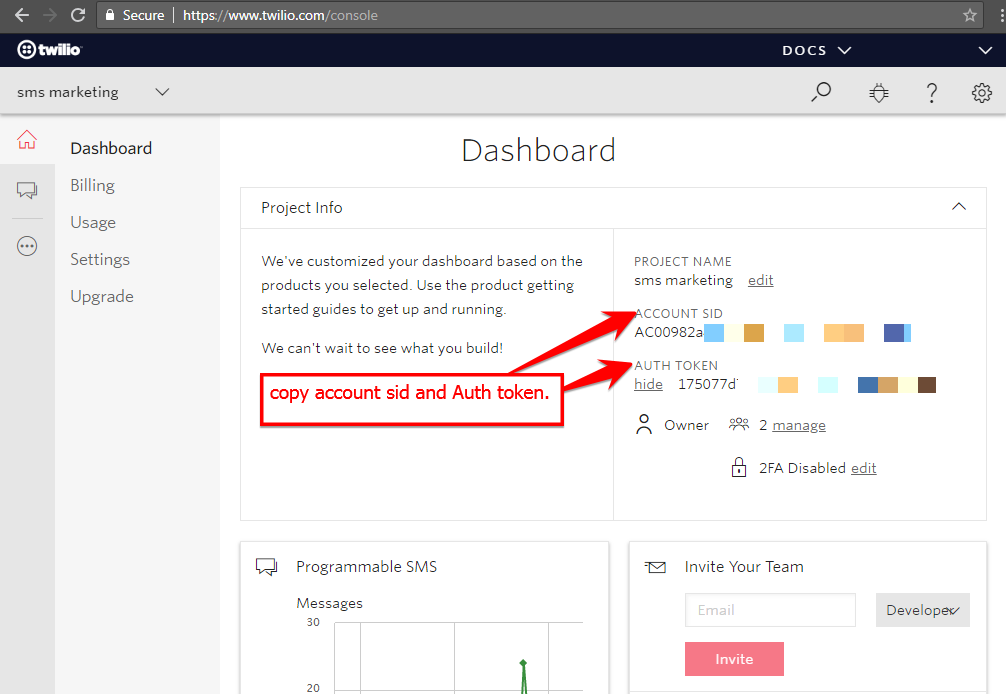 Secure https://www.twilio.com/console
twilio
DOCS
sms marketing
?
Dashboard
Billing
Usage
Settings
Upgrade
Dashboard
Project Info
We've customized your dashboard based on the
products you selected. Use the product getting
started guides to get up and running.
We can't wait to see what you build!
copy account sid and Auth token.
PROJECT NAME
sms marketing edit
ACCOUNT SID
AC00982a
AUTH TOKEN
hide 175077d
Owner 2 manage
2FA Disabled edit
Programmable SMS
Messages
30
20
Invite Your Team
Email Developer
Invite